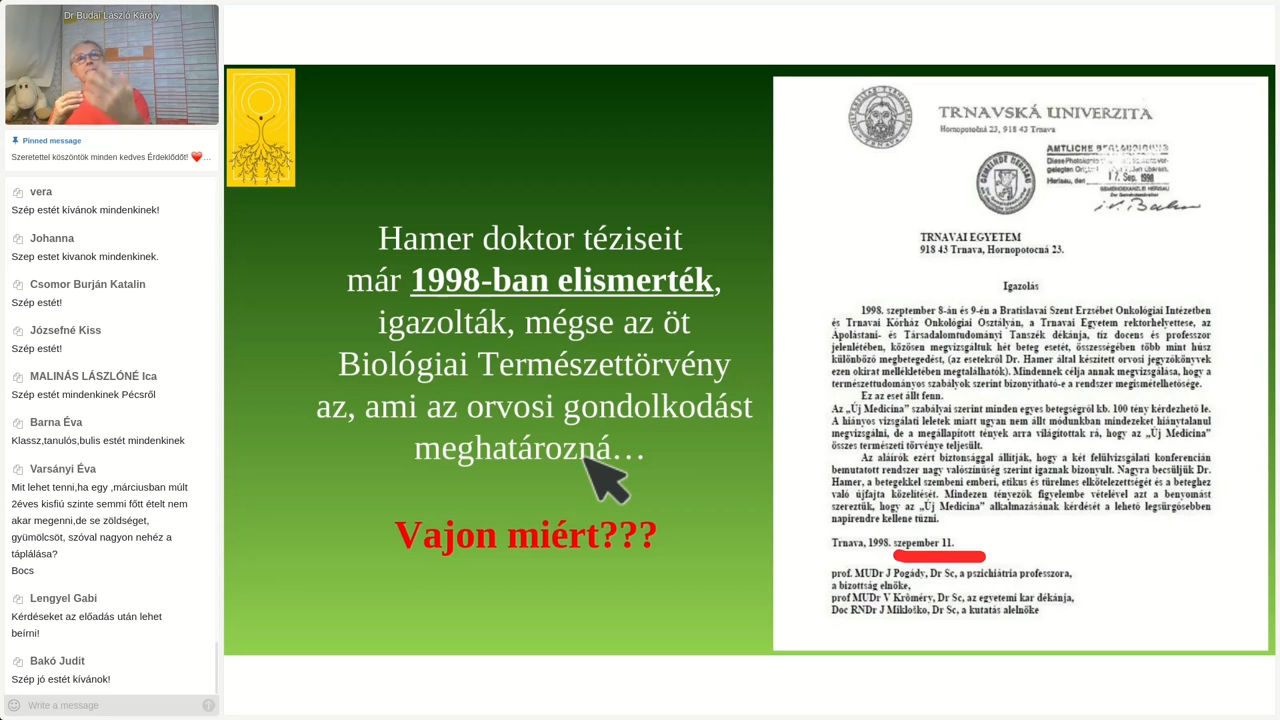 Dr Budai László Károly
Pinned message
Szeretettel köszöntök minden kedves Érdeklődőt! ❤️...
vera
Szép estét kívánok mindenkinek!
Johanna
Szep estet kivanok mindenkinek.
Csomor Burján Katalin
Szép estét!
Józsefné Kiss
Szép estét!
MALINÁS LÁSZLÓNÉ Ica
Szép estét mindenkinek Pécsről
Barna Éva
Klassz,tanulós,bulis estét mindenkinek
Varsányi Éva
Mit lehet tenni,ha egy ,márciusban múlt
2éves kisfiú szinte semmi főtt ételt nem
akar megenni,de se zöldséget,
gyümölcsöt, szóval nagyon nehéz a
táplálása?
Bocs
Lengyel Gabi
Kérdéseket az előadás után lehet
beírni!
Bakó Judit
Szép jó estét kívánok!
Write a message
Hamer doktor téziseit
már 1998-ban elismerték,
igazolták, mégse az öt
Biológiai Természettörvény
az, ami az orvosi gondolkodást
meghatározná…
Vajon miért???
TRNAVSKÁ UNIVERZITA
Hornopotočná 23, 918 43 Trnava
AMTLICHE
Diese
gelegten
Herisau, den 17. Sep. 1998
GEMEINDEKANZLEI HERISAU
GEMEINDE HERISAU
TRNAVAI EGYETEM
918 43 Trnava, Hornopotocná 23.
Igazolás
1998. szeptember 8-án és 9-én a Bratislavai Szent Erzsébet Onkológiai Intézetben
és Trnavai Kórház Onkológiai Osztályán, a Trnavai Egyetem rektorhelyettese, az
Ápolástani- és Társadalomtudományi Tanszék dékánja, tíz docens és professzor
jelenlétében, közösen megvizsgáltuk hét beteg esetét, összességében több mint húsz
különböző megbetegedést, (az esetekről Dr. Hamer által készített orvosi jegyzőkönyvek
ezen okirat mellékletében megtalálhatók). Mindennek célja annak megvizsgálása, hogy a
természettudományos szabályok szerint bizonyítható-e a rendszer megismételhetősége.
Ez az eset állt fenn.
Az „Új Medicina” szabályai szerint minden egyes betegségről kb. 100 tény kérdezhető le.
A hiányos vizsgálati leletek miatt ugyan nem állt módunkban mindezeket hiánytalanul
megvizsgálni, de a megállapított tények arra világítottak rá, hogy az „Új Medicina”
összes természeti törvénye teljesült.
Az aláírók ezért biztonsággal állítják, hogy a két felülvizsgálati konferencián
bemutatott rendszer nagy valószínűség szerint igaznak bizonyult. Nagyra becsüljük Dr.
Hamer, a betegekkel szembeni emberi, etikus és türelmes elkötelezettségét és a beteghez
való újfajta közelítését. Mindezen tényezők figyelembe vételével azt a benyomást
szereztük, hogy az „Új Medicina” alkalmazásának kérdését a lehető legsürgősebben
napirendre kellene tűzni.
Trnava, 1998. szepember 11.
prof. MUDr J Pogády, Dr Sc, a pszichiátria professzora,
a bizottság elnöke,
prof MUDr V Krčméry, Dr Sc, az egyetemi kar dékánja,
Doc RNDr J Mikloško, Dr Sc, a kutatás alelnöke